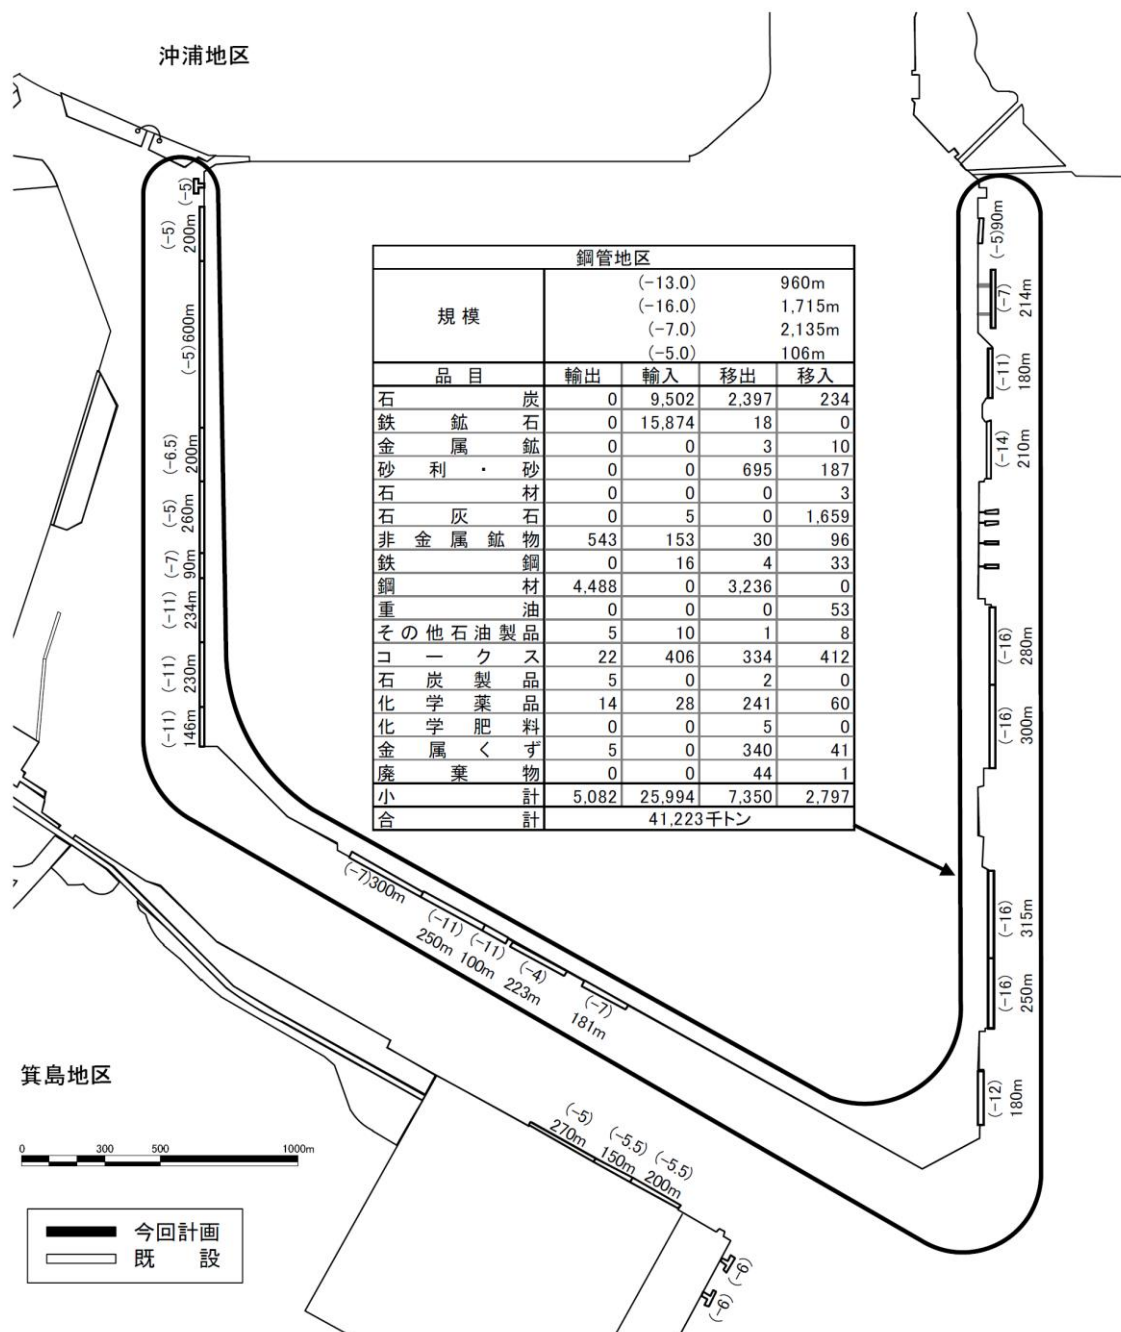 沖浦地区
(-5)
(-5)
200m
(-5) 600m
(-6.5)
200m
(-5)
260m
(-7)
90m
(-11)
234m
(-11)
230m
(-11)
146m
鋼管地区
規模
(-13.0) 960m
(-16.0) 1,715m
(-7.0) 2,135m
(-5.0) 106m
品目 輸出 輸入 移出 移入
石炭 0 9,502 2,397 234
鉄鉱石 0 15,874 18 0
金属鉱 0 0 3 10
砂利・砂 0 0 695 187
石材 0 0 0 3
石灰石 0 5 0 1,659
非金属鉱物 543 153 30 96
鉄鋼 0 16 4 33
鋼材 4,488 0 3,236 0
重油 0 0 0 53
その他石油製品 5 10 1 8
コークス 22 406 334 412
石炭製品 5 0 2 0
化学薬品 14 28 241 60
化学肥料 0 0 5 0
金属くず 5 0 340 41
廃棄物 0 0 44 1
小計 5,082 25,994 7,350 2,797
合計 41,223千トン
(-5)90m
(-7)
214m
(-11)
180m
(-14)
210m
(-16)
280m
(-16)
300m
(-16)
315m
(-16)
250m
(-12)
180m
(-7)300m
(-11) (-11) (-4)
250m 100m 223m
(-7)
181m
(-5) (-5.5) (-5.5)
270m 150m 200m
(-6)
(-6)
箕島地区
0 300 500 1000m
今回計画
既設